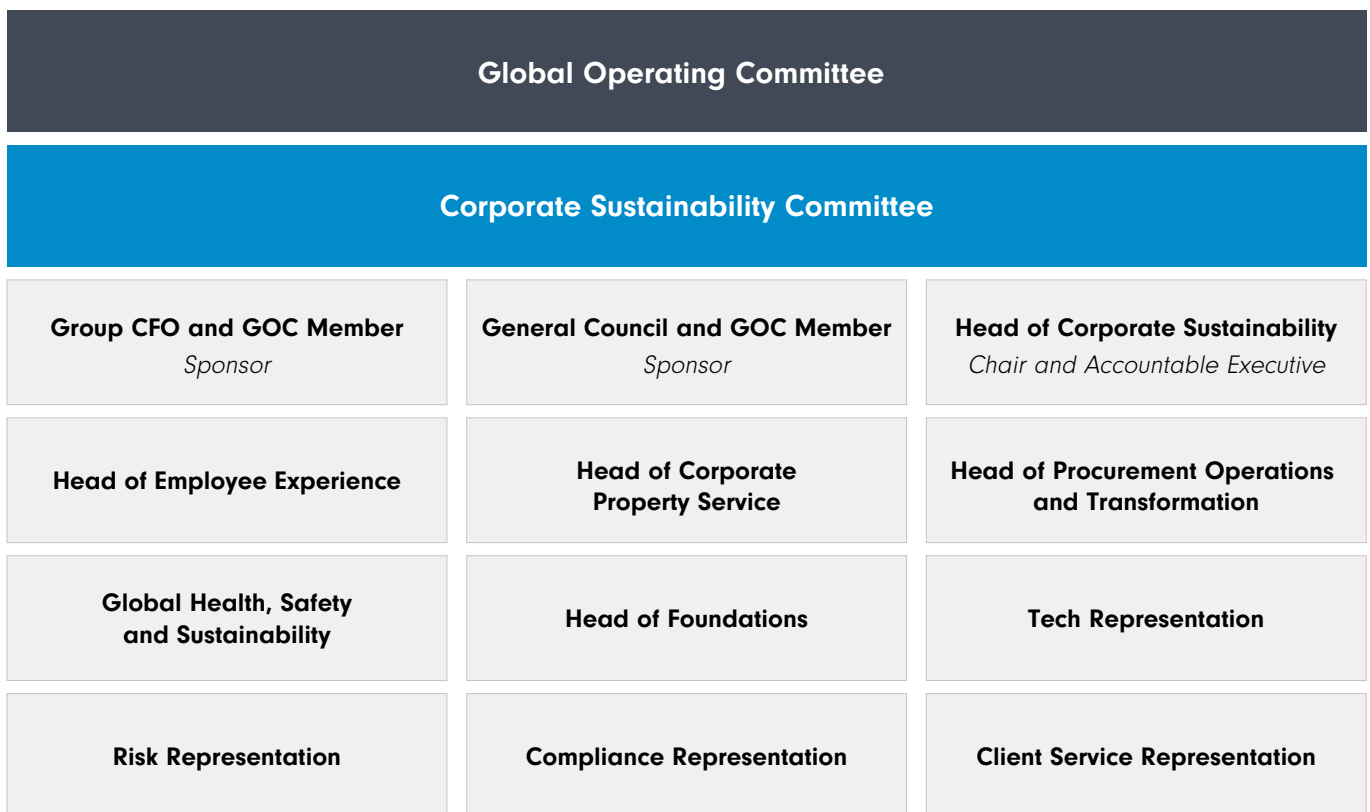 Global Operating Committee
Corporate Sustainability Committee
Group CFO and GOC Member
Sponsor
General Council and GOC Member
Sponsor
Head of Corporate Sustainability
Chair and Accountable Executive
Head of Employee Experience
Head of Corporate
Property Service
Head of Procurement Operations
and Transformation
Global Health, Safety
and Sustainability
Head of Foundations
Tech Representation
Risk Representation
Compliance Representation
Client Service Representation